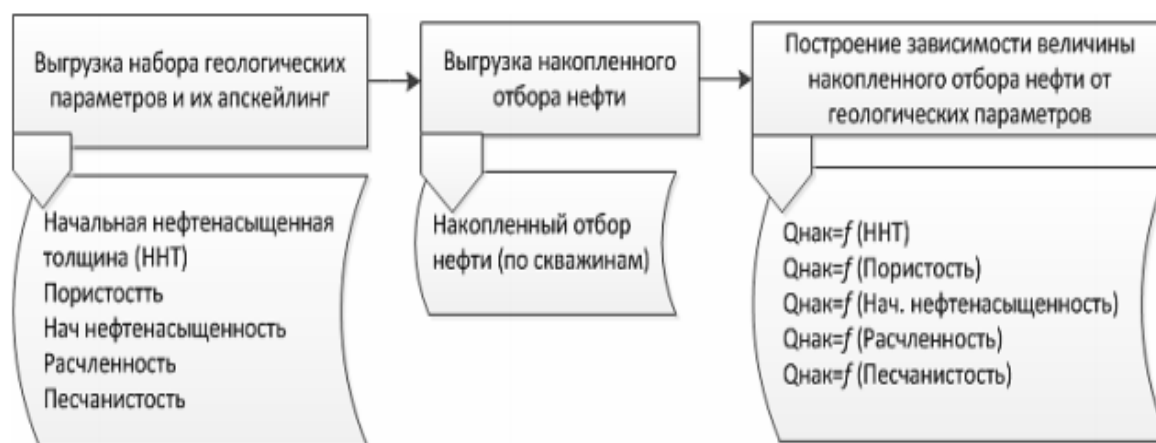 Выгрузка набора геологических
параметров и их апскейлинг
Начальная нефтенасыщенная
толщина (ННТ)
Пористостть
Нач нефтенасыщенность
Расчленность
Песчанистость
Выгрузка накопленного
отбора нефти
Накопленный отбор
нефти (по скважинам)
Построение зависимости величины
накопленного отбора нефти от
геологических параметров
Qнак=f (ННТ)
Qнак=f (Пористость)
Qнак=f (Нач. нефтенасыщенность)
Qнак=f (Расчленность)
Qнак=f (Песчанистость)